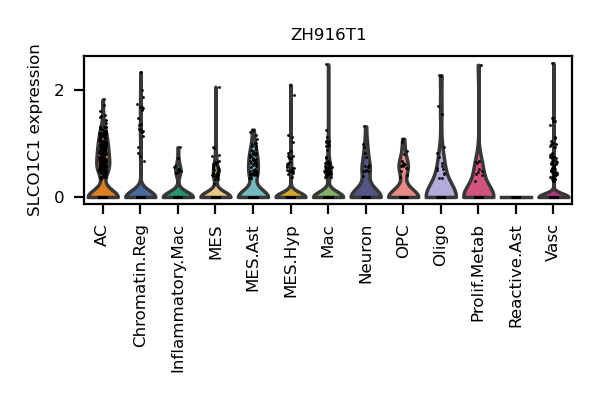 ZH916T1
SLCO1C1 expression
2
0
AC
Chromatin.Reg
Inflammatory.Mac
MES
MES.Ast
MES.Hyp
Mac
Neuron
OPC
Oligo
Prolif.Metab
Reactive.Ast
Vasc